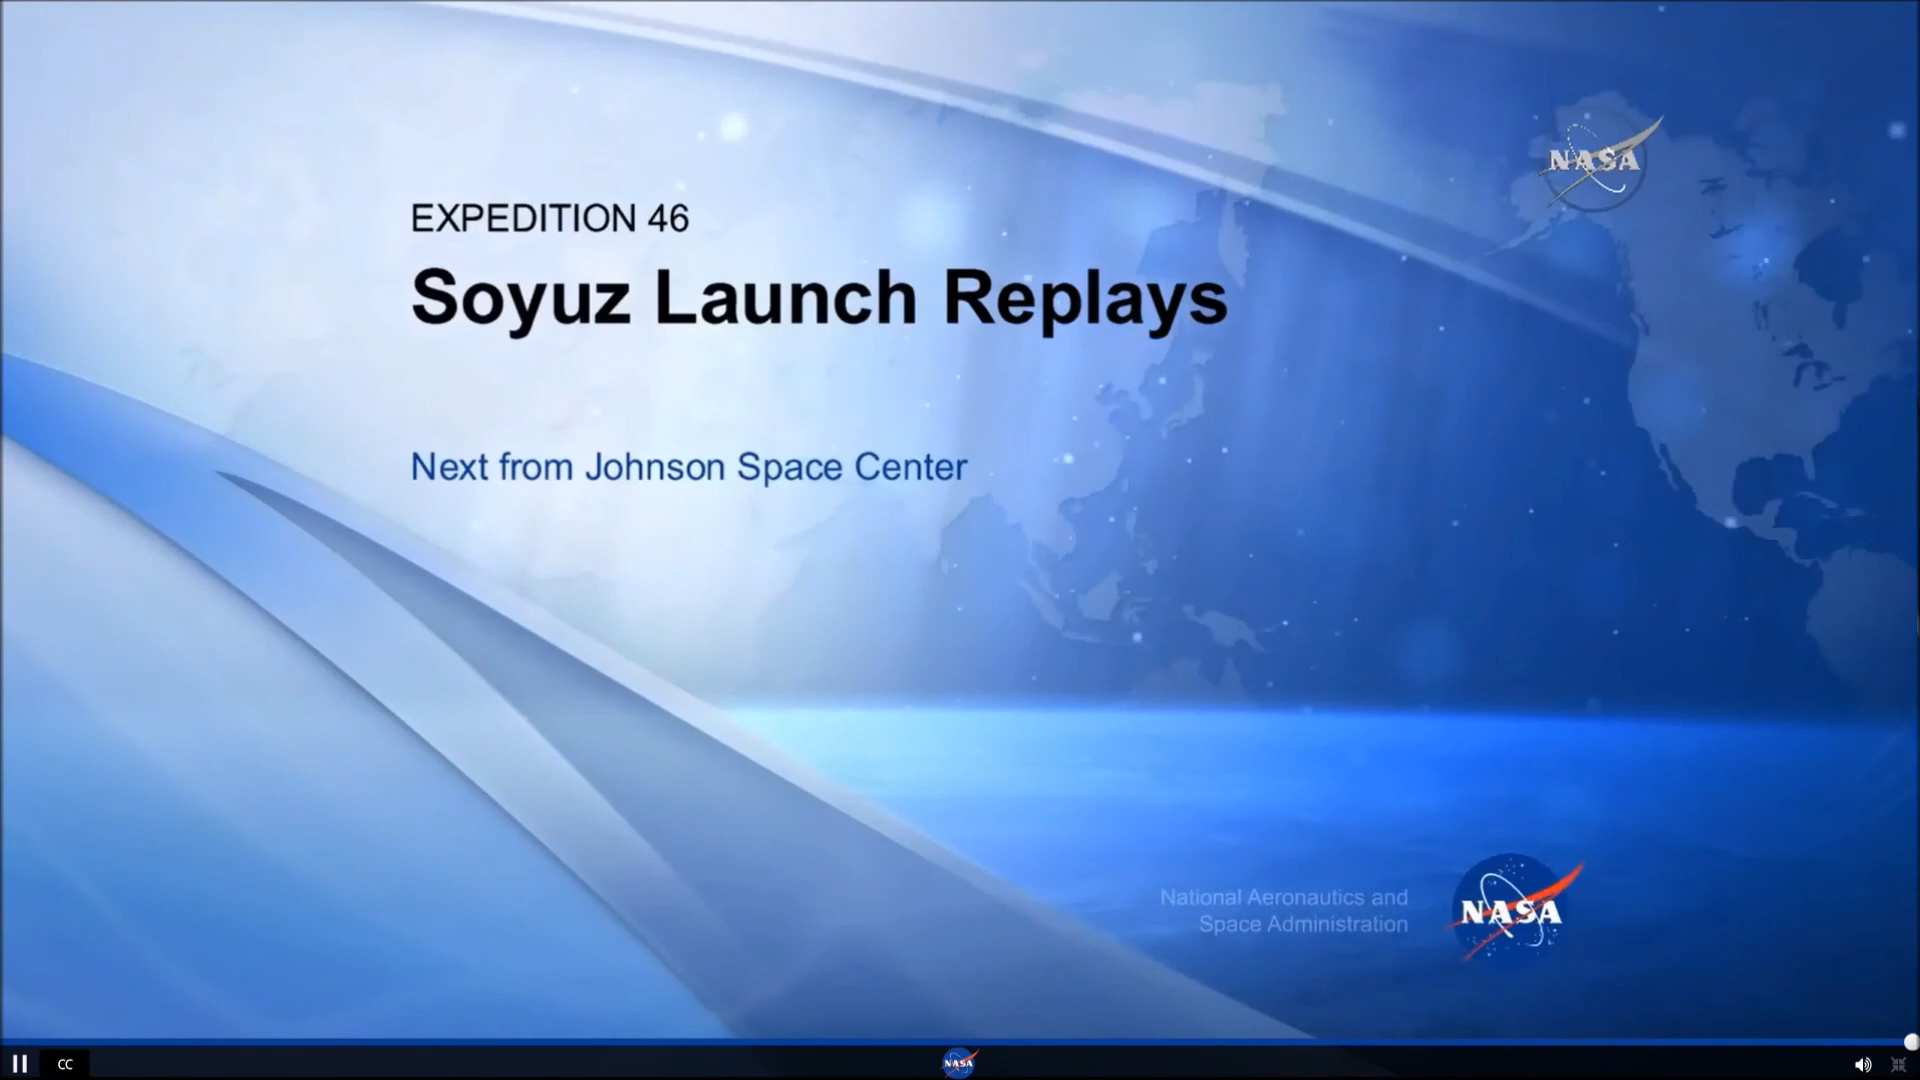 NASA
EXPEDITION 46
Soyuz Launch Replays
Next from Johnson Space Center
National Aeronautics and
Space Administration
NASA
CC
NASA